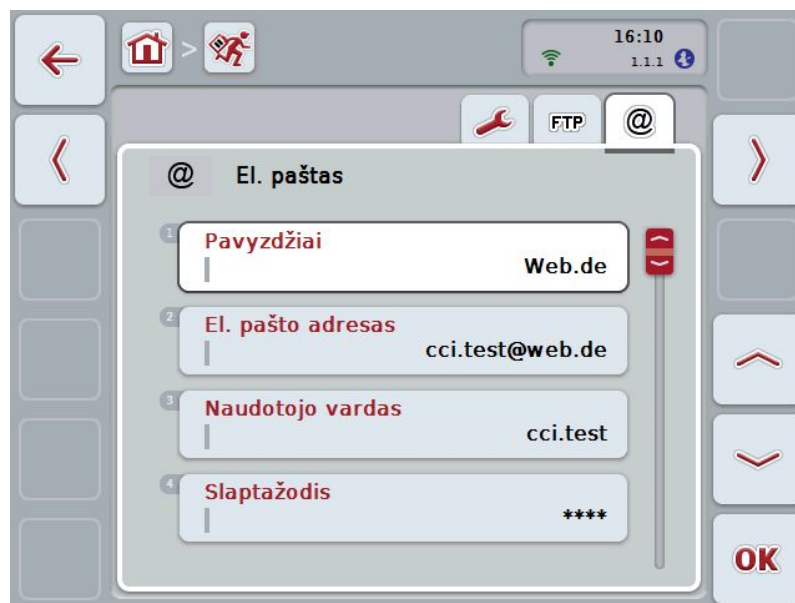 16:10
1.1.1
>
FTP
@
@ El. paštas
1
Pavyzdžiai
Web.de
2
El. pašto adresas
cci.test@web.de
3
Naudotojo vardas
cci.test
4
Slaptažodis
****
OK